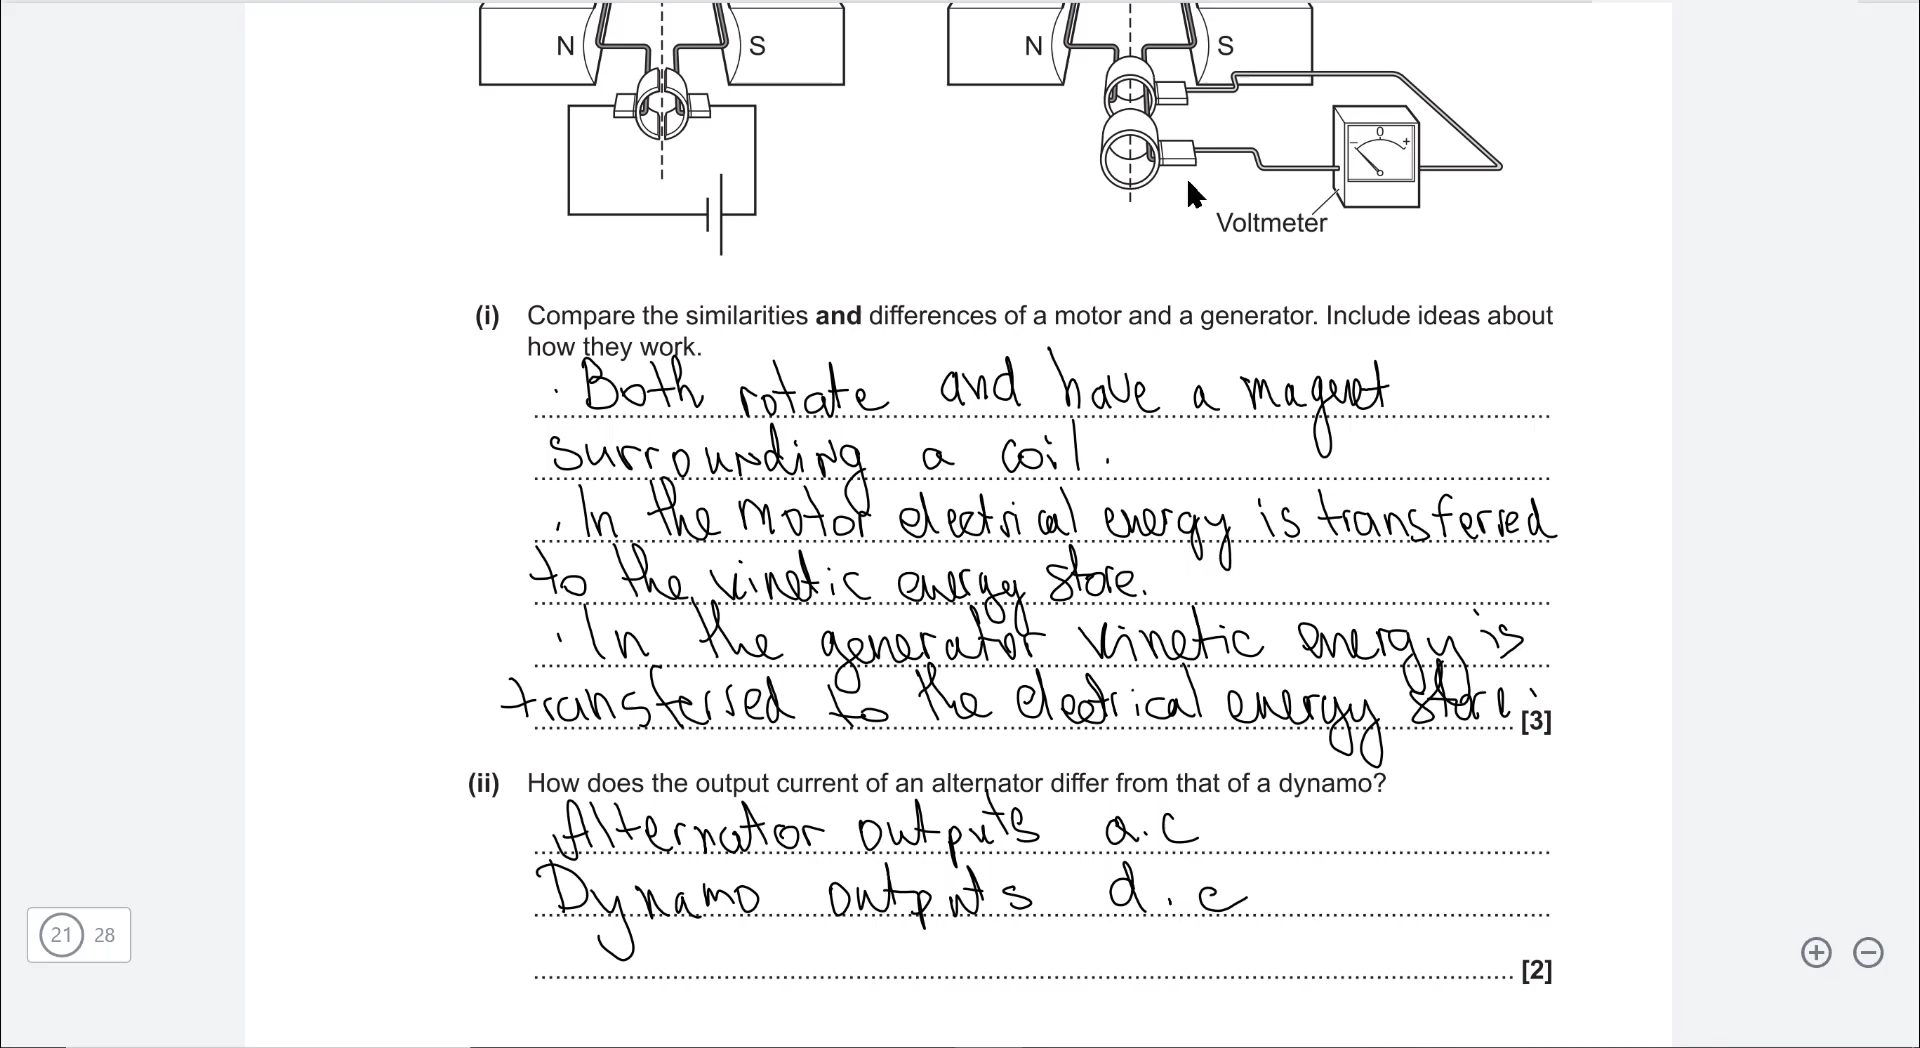 N S N S
0
- +
Voltmeter
(i) Compare the similarities and differences of a motor and a generator. Include ideas about
how they work.
· Both rotate and have a magent
surrounding a coil.
· In the motor electrical energy is transferred
to the kinetic energy store.
· In the generator kinetic energy is
transferred to the electrical energy store.
[3]
(ii) How does the output current of an alternator differ from that of a dynamo?
Alternator outputs a.c
Dynamo outputs d.c
[2]
21 28